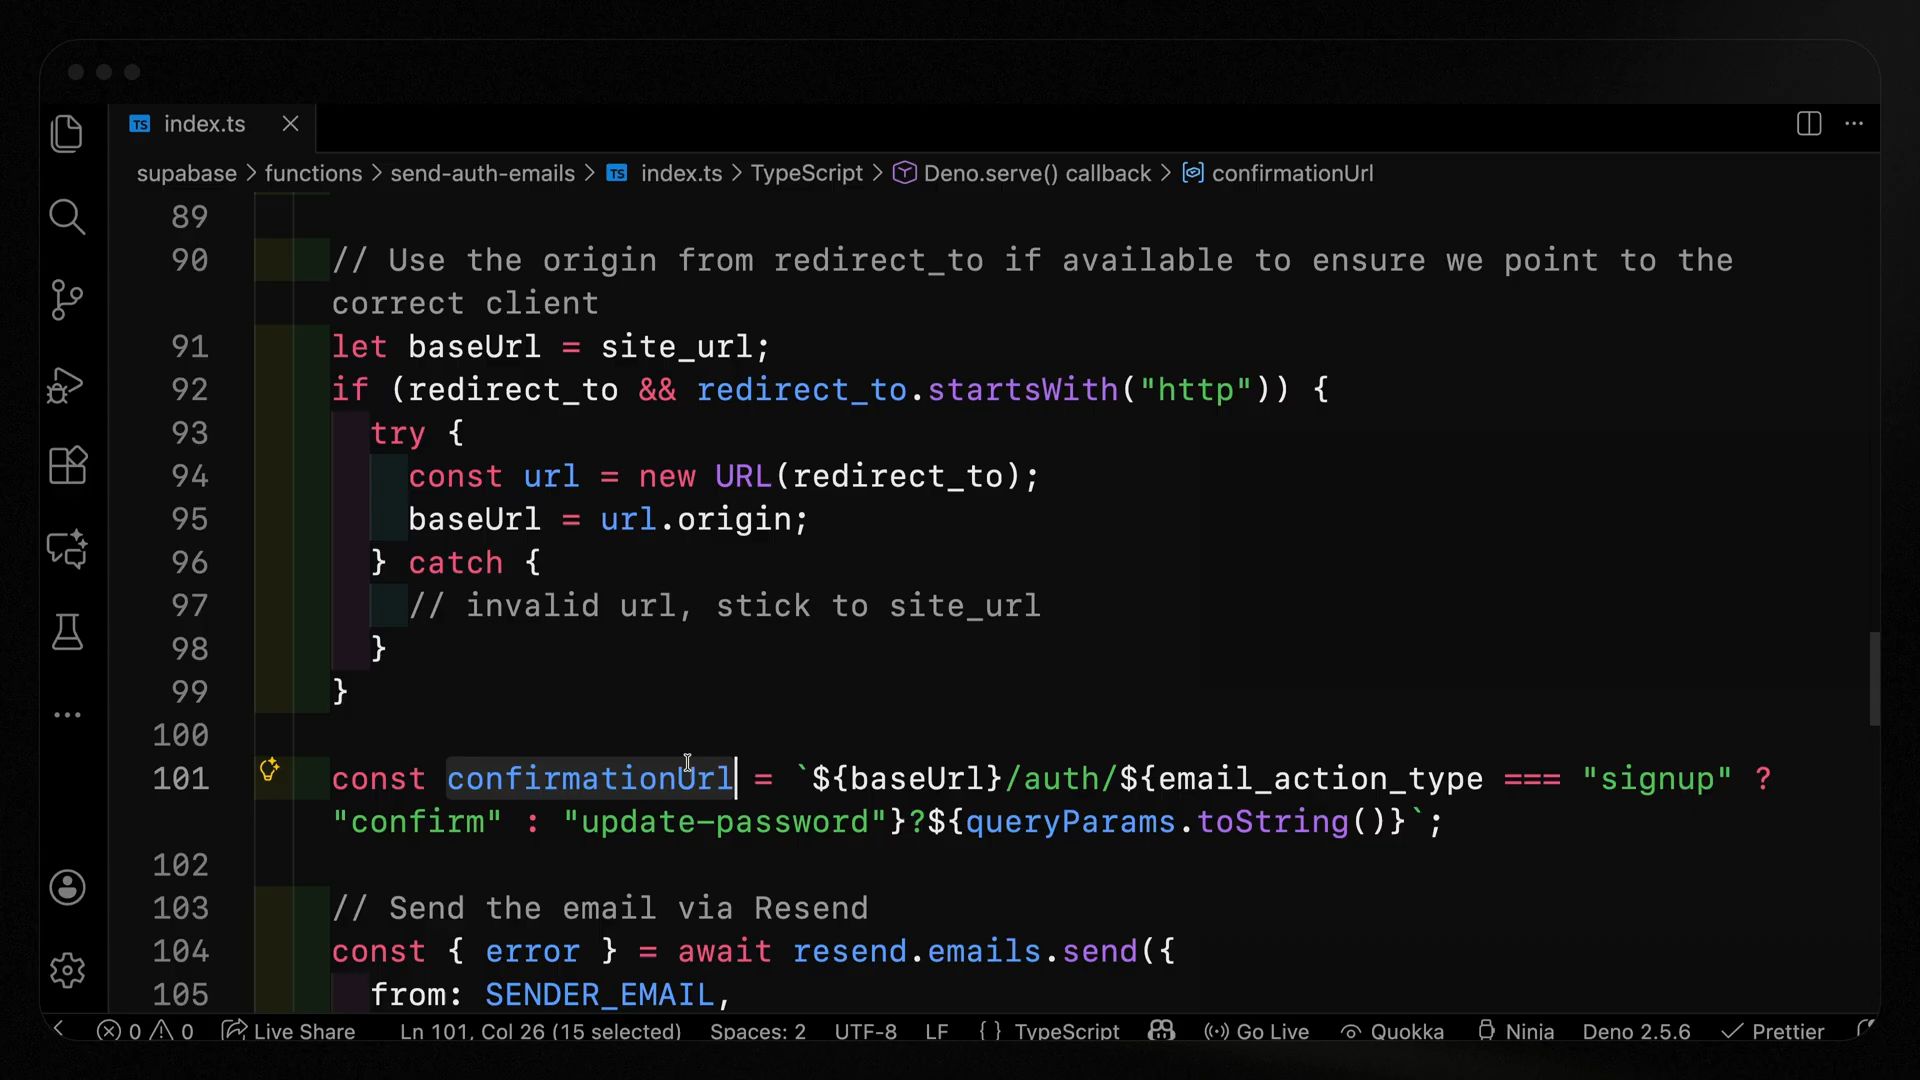 TS index.ts
supabase > functions > send-auth-emails > TS index.ts > TypeScript > Deno.serve() callback > confirmationUrl
89
90 // Use the origin from redirect_to if available to ensure we point to the
correct client
91 let baseUrl = site_url;
92 if (redirect_to && redirect_to.startsWith("http")) {
93 try {
94 const url = new URL(redirect_to);
95 baseUrl = url.origin;
96 } catch {
97 // invalid url, stick to site_url
98 }
99 }
100
101 const confirmationUrl = `${baseUrl}/auth/${email_action_type === "signup" ?
"confirm" : "update-password"}?${queryParams.toString()}`;
102
103 // Send the email via Resend
104 const { error } = await resend.emails.send({
105 from: SENDER_EMAIL,
0 0 Live Share Ln 101, Col 26 (15 selected) Spaces: 2 UTF-8 LF {} TypeScript Go Live Quokka Ninja Deno 2.5.6 Prettier